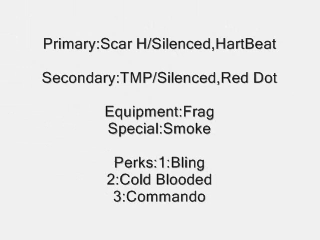 Primary:Scar H/Silenced,HartBeat
Secondary:TMP/Silenced,Red Dot
Equipment:Frag
Special:Smoke
Perks:1:Bling
2:Cold Blooded
3:Commando